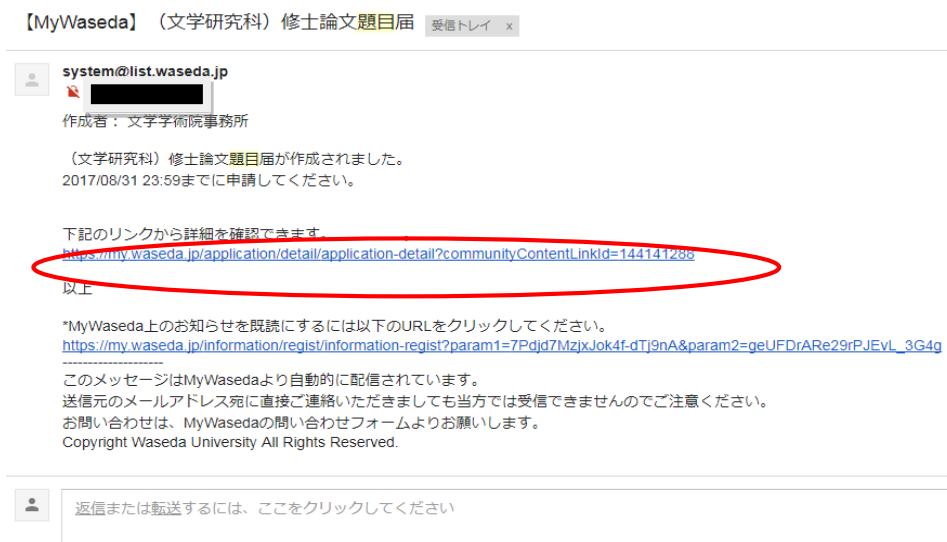 【MyWaseda】（文学研究科）修士論文題目届 受信トレイ x
system@list.waseda.jp
作成者： 文学学術院事務所
（文学研究科）修士論文題目届が作成されました。
2017/08/31 23:59までに申請してください。
下記のリンクから詳細を確認できます。
https://my.waseda.jp/application/detail/application-detail?communityContentLinkId=144141288
以上
*MyWaseda上のお知らせを既読にするには以下のURLをクリックしてください。
https://my.waseda.jp/information/regist/information-regist?param1=7Pdjd7MzjxJok4f-dTj9nA&param2=geUFDrARe29rPJEvL_3G4g
--------------------
このメッセージはMyWasedaより自動的に配信されています。
送信元のメールアドレス宛に直接ご連絡いただきましても当方では受信できませんのでご注意ください。
お問い合わせは、MyWasedaの問い合わせフォームよりお願いします。
Copyright Waseda University All Rights Reserved.
返信または転送するには、ここをクリックしてください